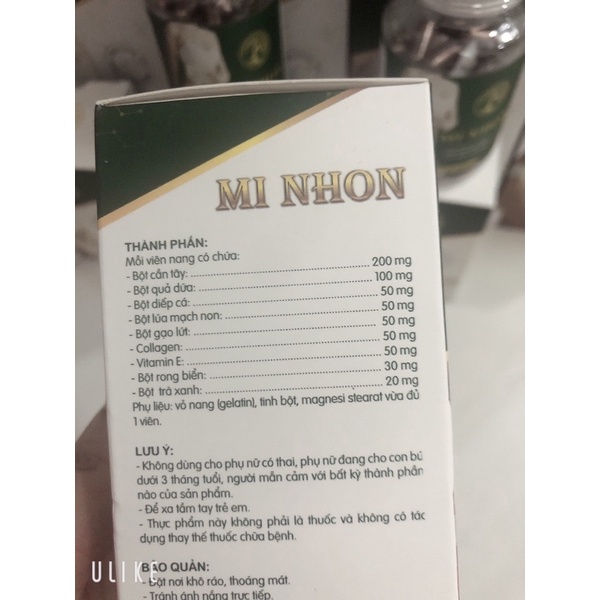 MI NHON
THÀNH PHẦN:
Mỗi viên nang có chứa:
- Bột cần tây: 200 mg
- Bột quả dứa: 100 mg
- Bột diếp cá: 50 mg
- Bột lúa mạch non: 50 mg
- Bột gạo lứt: 50 mg
- Collagen: 50 mg
- Vitamin E: 50 mg
- Bột rong biển: 30 mg
- Bột trà xanh: 20 mg
Phụ liệu: vỏ nang (gelatin), tinh bột, magnesi stearat vừa đủ
1 viên.
LƯU Ý:
- Không dùng cho phụ nữ có thai, phụ nữ đang cho con bú
dưới 3 tháng tuổi, người mẫn cảm với bất kỳ thành phần
nào của sản phẩm.
- Để xa tầm tay trẻ em.
- Thực phẩm này không phải là thuốc và không có tác
dụng thay thế thuốc chữa bệnh.
BẢO QUẢN:
- Đặt nơi khô ráo, thoáng mát.
- Tránh ánh nắng trực tiếp.
ULIKE